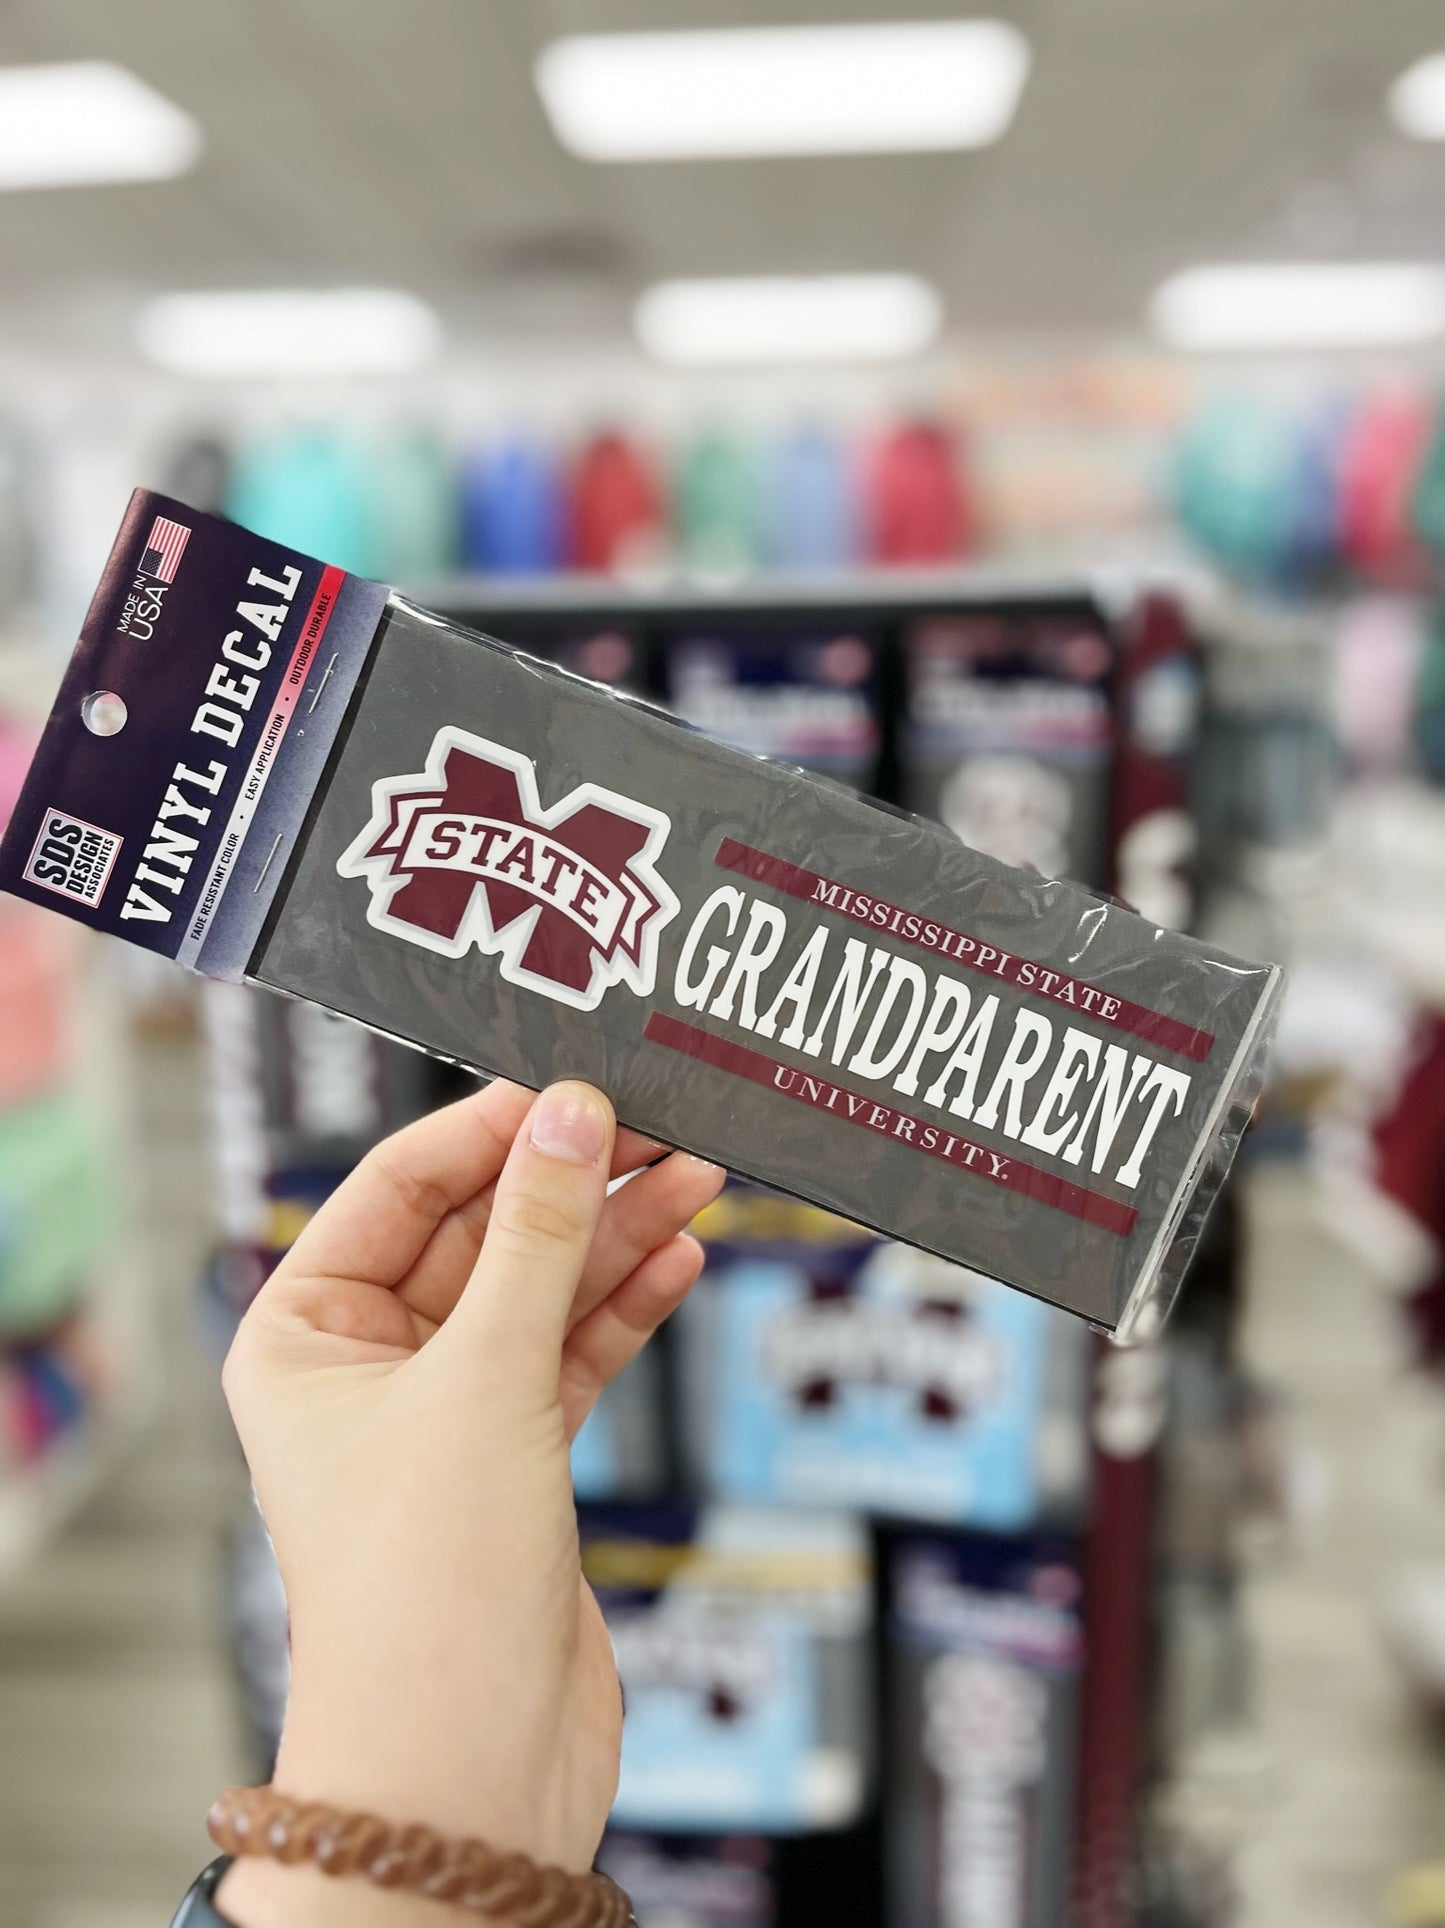 MADE IN
USA
VINYL DECAL
SDS
DESIGN
ASSOCIATES
FADE RESISTANT COLOR • EASY APPLICATION • OUTDOOR DURABLE
M
STATE
MISSISSIPPI STATE
GRANDPARENT
UNIVERSITY.